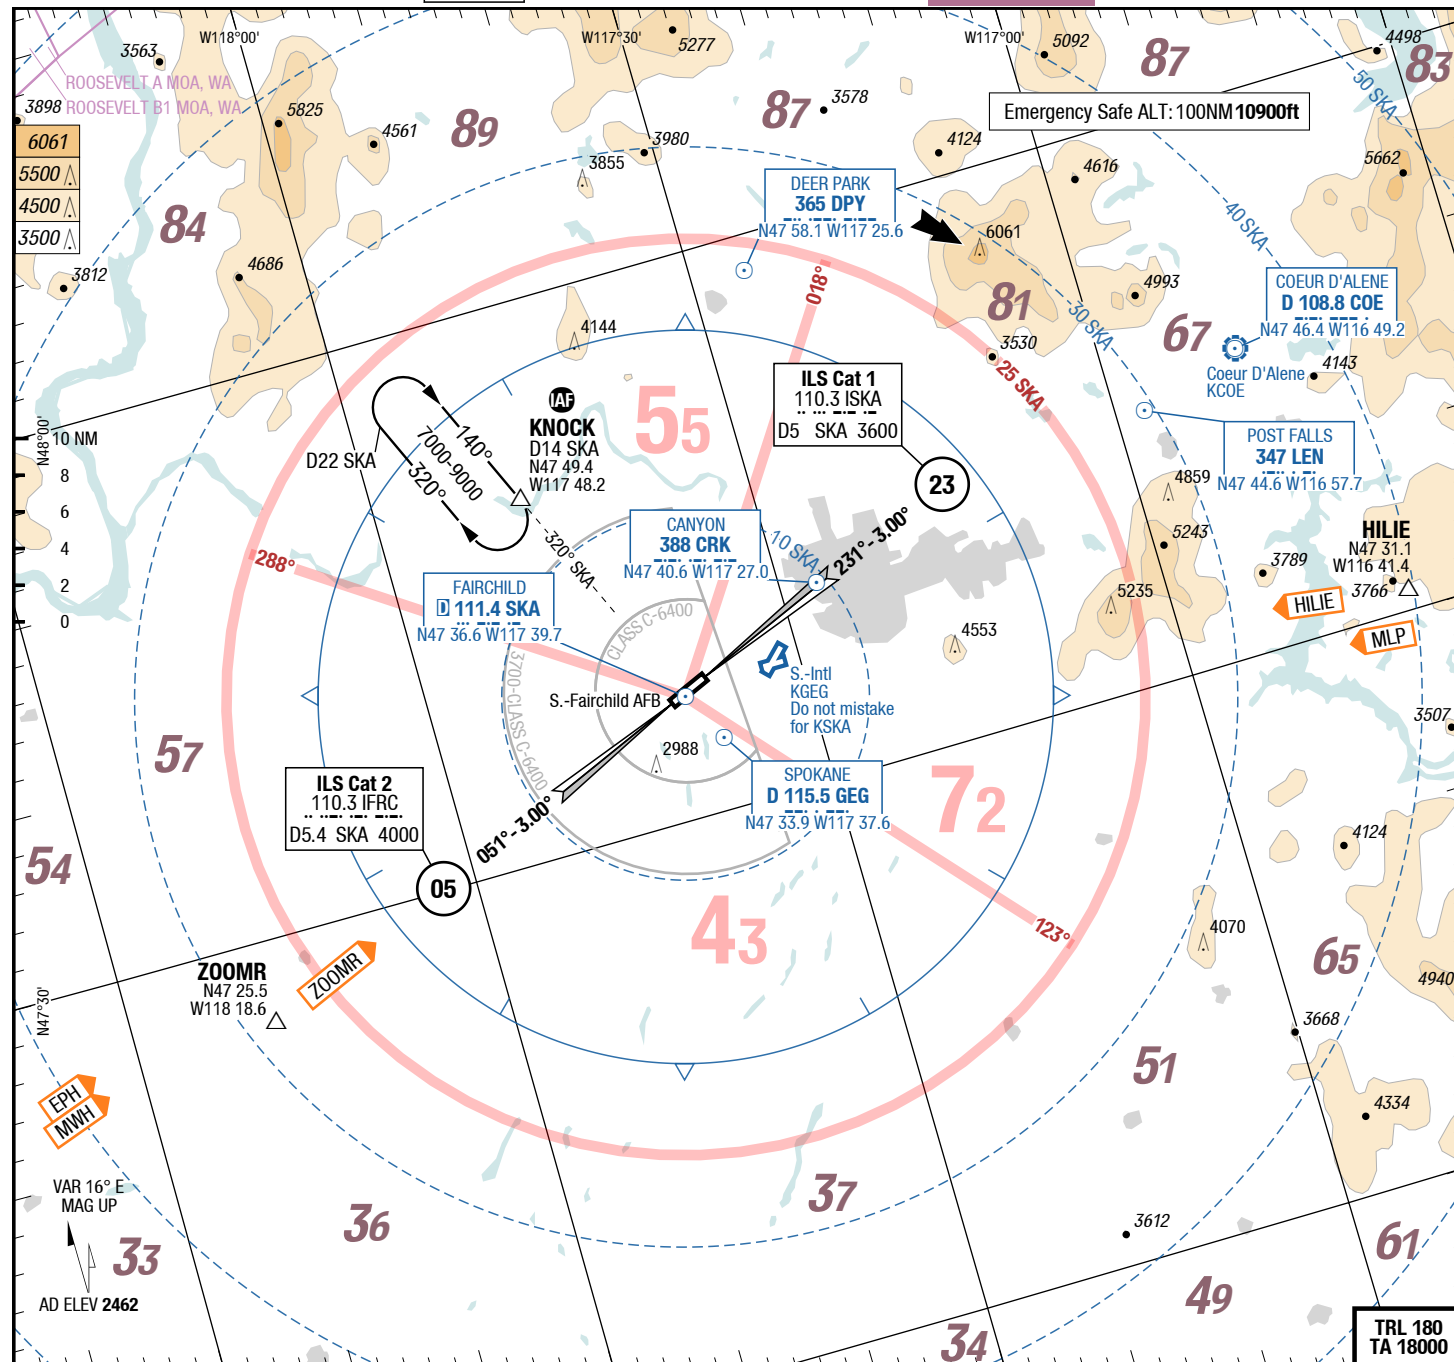 W118°00'
W117°30'
W117°00'
3563
5277
5092
87
4498
83
ROOSEVELT A MOA, WA
ROOSEVELT B1 MOA, WA
50 SKA
3898
5825
4561
89
87
3578
Emergency Safe ALT: 100NM 10900ft
6061
5500
4500
3500
3980
3855
4124
4616
5662
DEER PARK
365 DPY
N47 58.1 W117 25.6
84
40 SKA
6061
4686
3812
018°
81
4993
30 SKA
67
COEUR D'ALENE
D 108.8 COE
N47 46.4 W116 49.2
4144
3530
25 SKA
Coeur D'Alene
KCOE
4143
ILS Cat 1
110.3 ISKA
D5 SKA 3600
55
IAF
KNOCK
D14 SKA
N47 49.4
W117 48.2
D22 SKA
140°
7000-9000
320°
N48°00'
10 NM
8
6
4
2
0
23
POST FALLS
347 LEN
N47 44.6 W116 57.7
4859
5243
CANYON
388 CRK
N47 40.6 W117 27.0
10 SKA
231°-3.00°
320° SKA
HILIE
N47 31.1
W116 41.4
3789
3766
288°
FAIRCHILD
D 111.4 SKA
N47 36.6 W117 39.7
CLASS C-6400
3700-CLASS C-6400
5235
HILIE
MLP
4553
S.-Fairchild AFB
S.-Intl
KGEG
Do not mistake
for KSKA
3507
57
2988
SPOKANE
D 115.5 GEG
N47 33.9 W117 37.6
72
ILS Cat 2
110.3 IFRC
D5.4 SKA 4000
051°-3.00°
4124
54
05
43
123°
4070
65
ZOOMR
N47 25.5
W118 18.6
ZOOMR
4940
N47°30'
3668
51
EPH
MWH
4334
VAR 16° E
MAG UP
33
36
37
3612
61
AD ELEV 2462
49
34
TRL 180
TA 18000